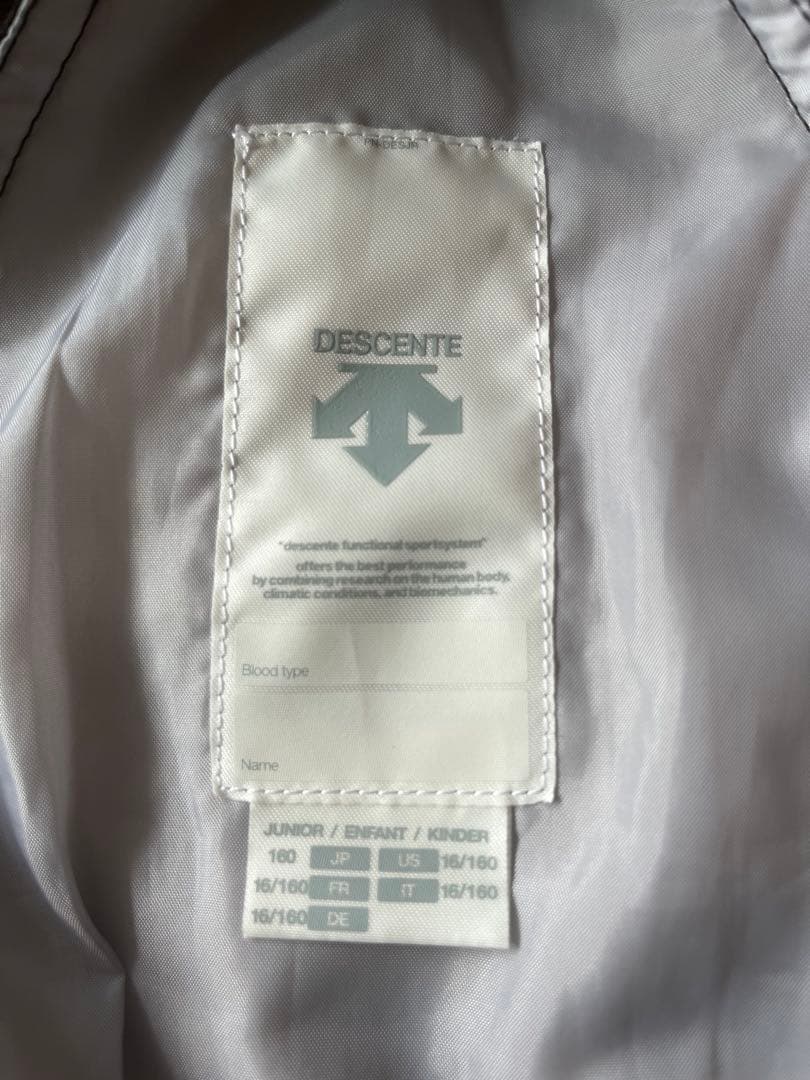 PN-DESJR
DESCENTE
"descente functional sportsystem"
offers the best performance
by combining research on the human body,
climatic conditions, and biomechanics.
Blood type
Name
JUNIOR / ENFANT / KINDER
160 JP US 16/160
16/160 FR IT 16/160
16/160 DE